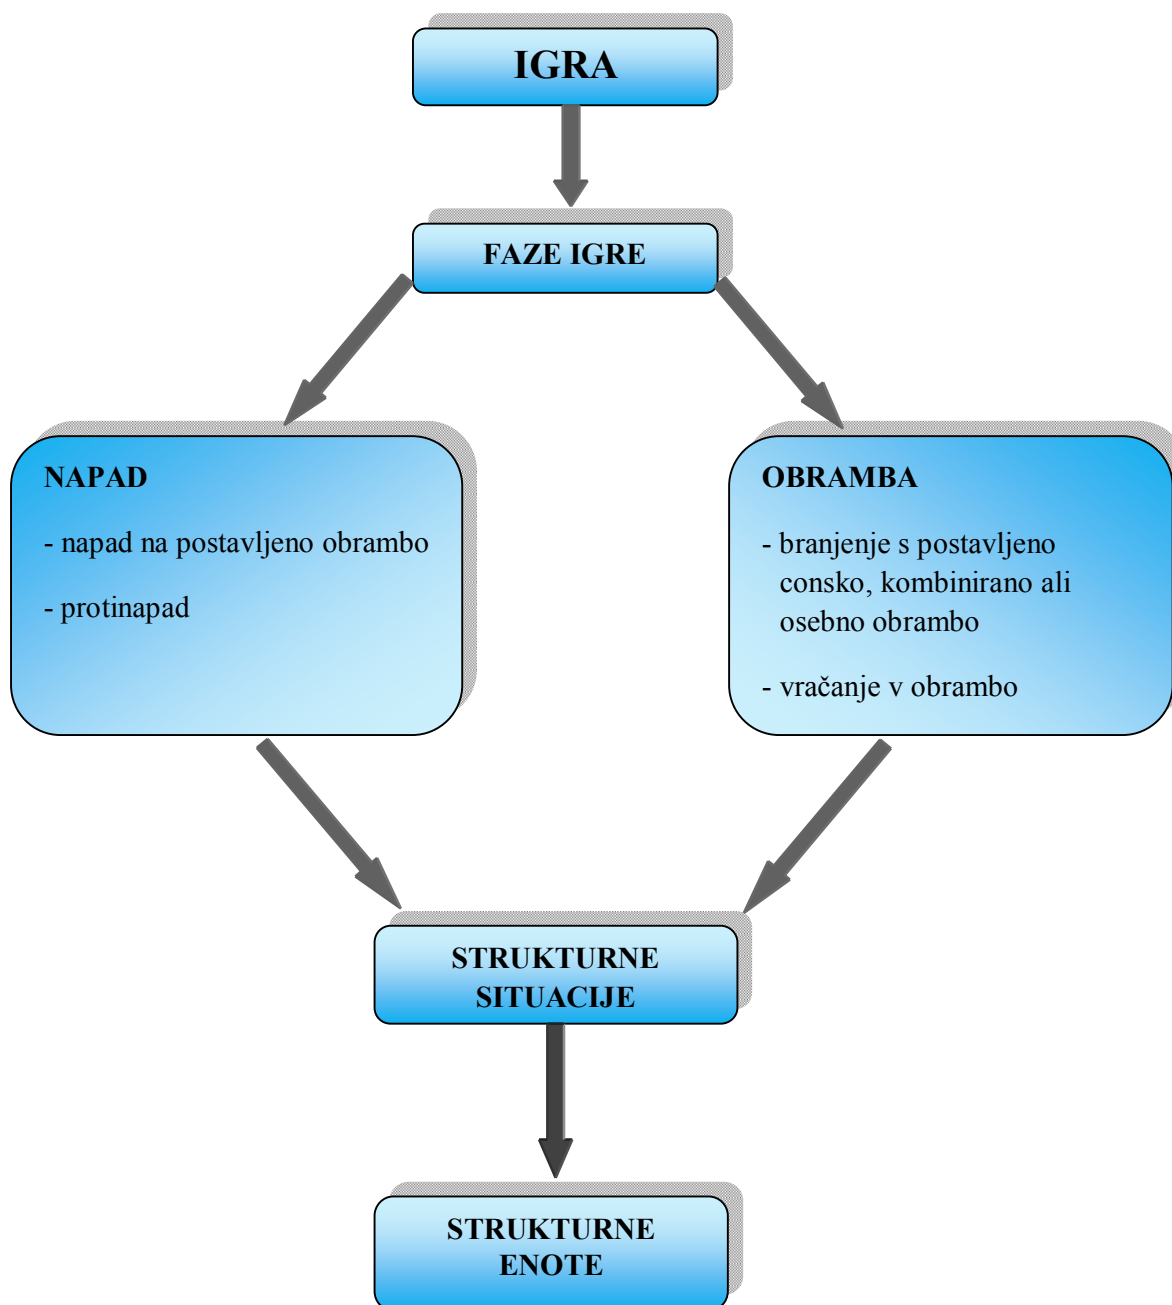 IGRA
FAZE IGRE
NAPAD
- napad na postavljeno obrambo
- protinapad
OBRAMBA
- branjenje s postavljeno
consko, kombinirano ali
osebno obrambo
- vračanje v obrambo
STRUKTURNE
SITUACIJE
STRUKTURNE
ENOTE